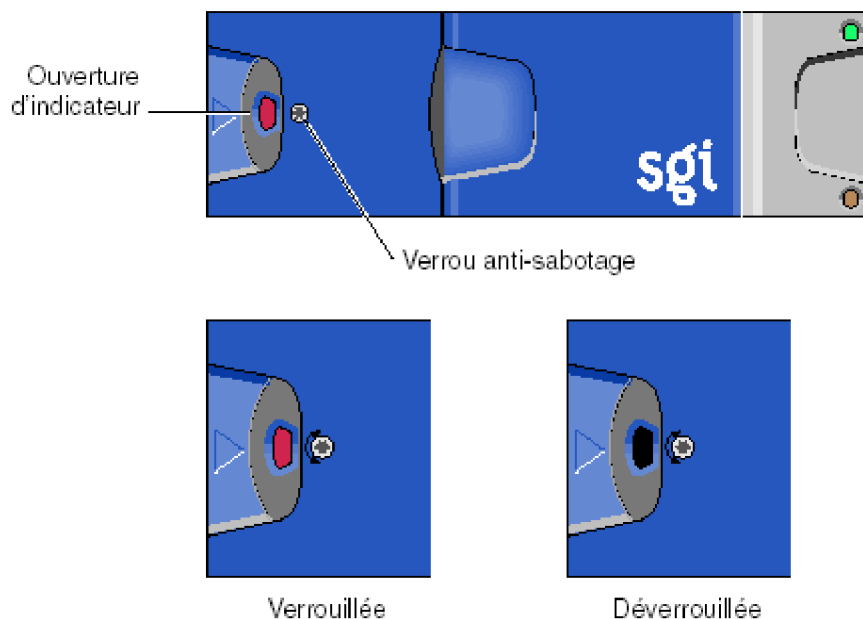 Ouverture
d'indicateur
sgi
Verrou anti-sabotage
Verrouillée
Déverrouillée